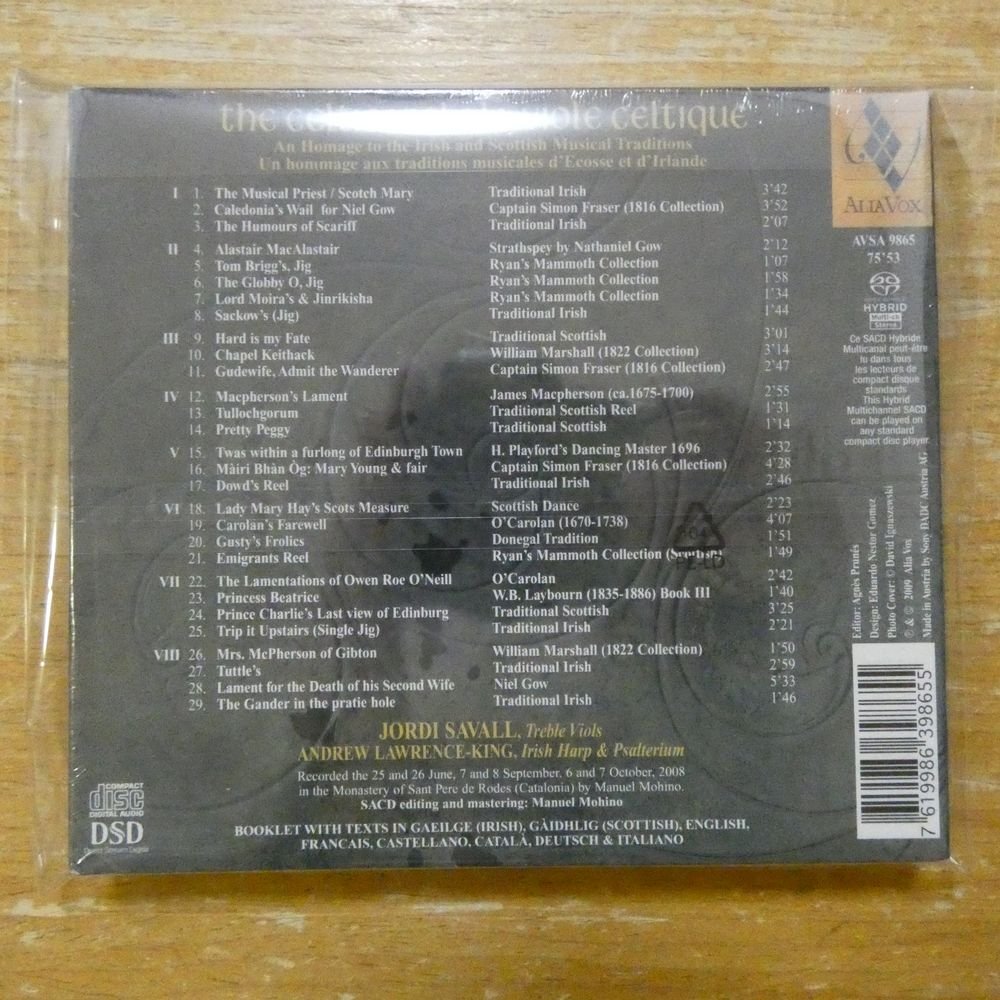 the celtic viole celtique
An Homage to the Irish and Scottish Musical Traditions
Un hommage aux traditions musicales d'Ecosse et d'Irlande
I 1. The Musical Priest / Scotch Mary Traditional Irish 3'42
2. Caledonia's Wail for Niel Gow Captain Simon Fraser (1816 Collection) 3'52
3. The Humours of Scariff Traditional Irish 2'07
II 4. Alastair MacAlastair Strathspey by Nathaniel Gow 2'12
5. Tom Brigg's, Jig Ryan's Mammoth Collection 1'07
6. The Globby O, Jig Ryan's Mammoth Collection 1'58
7. Lord Moira's & Jinrikisha Ryan's Mammoth Collection 1'34
8. Sackow's (Jig) Traditional Irish 1'44
III 9. Hard is my Fate Traditional Scottish 3'01
10. Chapel Keithack William Marshall (1822 Collection) 3'14
11. Gudewife, Admit the Wanderer Captain Simon Fraser (1816 Collection) 2'47
IV 12. Macpherson's Lament James Macpherson (ca.1675-1700) 2'55
13. Tullochgorum Traditional Scottish Reel 1'31
14. Pretty Peggy Traditional Scottish 1'14
V 15. Twas within a furlong of Edinburgh Town H. Playford's Dancing Master 1696 2'32
16. Màiri Bhàn Òg: Mary Young & fair Captain Simon Fraser (1816 Collection) 4'28
17. Dowd's Reel Traditional Irish 2'46
VI 18. Lady Mary Hay's Scots Measure Scottish Dance 2'23
19. Carolan's Farewell O'Carolan (1670-1738) 4'07
20. Gusty's Frolics Donegal Tradition 1'51
21. Emigrants Reel Ryan's Mammoth Collection (Scottish) 1'49
VII 22. The Lamentations of Owen Roe O'Neill O'Carolan 2'42
23. Princess Beatrice W.B. Laybourn (1835-1886) Book III 1'40
24. Prince Charlie's Last view of Edinburg Traditional Scottish 3'25
25. Trip it Upstairs (Single Jig) Traditional Irish 2'21
VIII 26. Mrs. McPherson of Gibton William Marshall (1822 Collection) 1'50
27. Tuttle's Traditional Irish 2'59
28. Lament for the Death of his Second Wife Niel Gow 5'33
29. The Gander in the pratie hole Traditional Irish 1'46
JORDI SAVALL, Treble Viols
ANDREW LAWRENCE-KING, Irish Harp & Psalterium
Recorded the 25 and 26 June, 7 and 8 September, 6 and 7 October, 2008
in the Monastery of Sant Pere de Rodes (Catalonia) by Manuel Mohino.
SACD editing and mastering: Manuel Mohino
BOOKLET WITH TEXTS IN GAEILGE (IRISH), GÀIDHLIG (SCOTTISH), ENGLISH,
FRANCAIS, CASTELLANO, CATALÀ, DEUTSCH & ITALIANO
COMPACT
disc
DIGITAL AUDIO
DSD
Direct Stream Digital
PE-LD
ALIA VOX
AVSA 9865
75'53
HYBRID
Multi-ch
Stereo
Ce SACD Hybride
Multicanal peut-être
lu dans tous
les lecteurs de
compact disque
standards
This Hybrid
Multichannel SACD
can be played on
any standard
compact disc player.
Editor: Agnès Prunés
Design: Eduardo Nestor Gomez
Photo Cover: © David Ignaszewski
℗ & © 2009 Alia Vox
Made in Austria by Sony DADC Austria AG
7 619986 398655